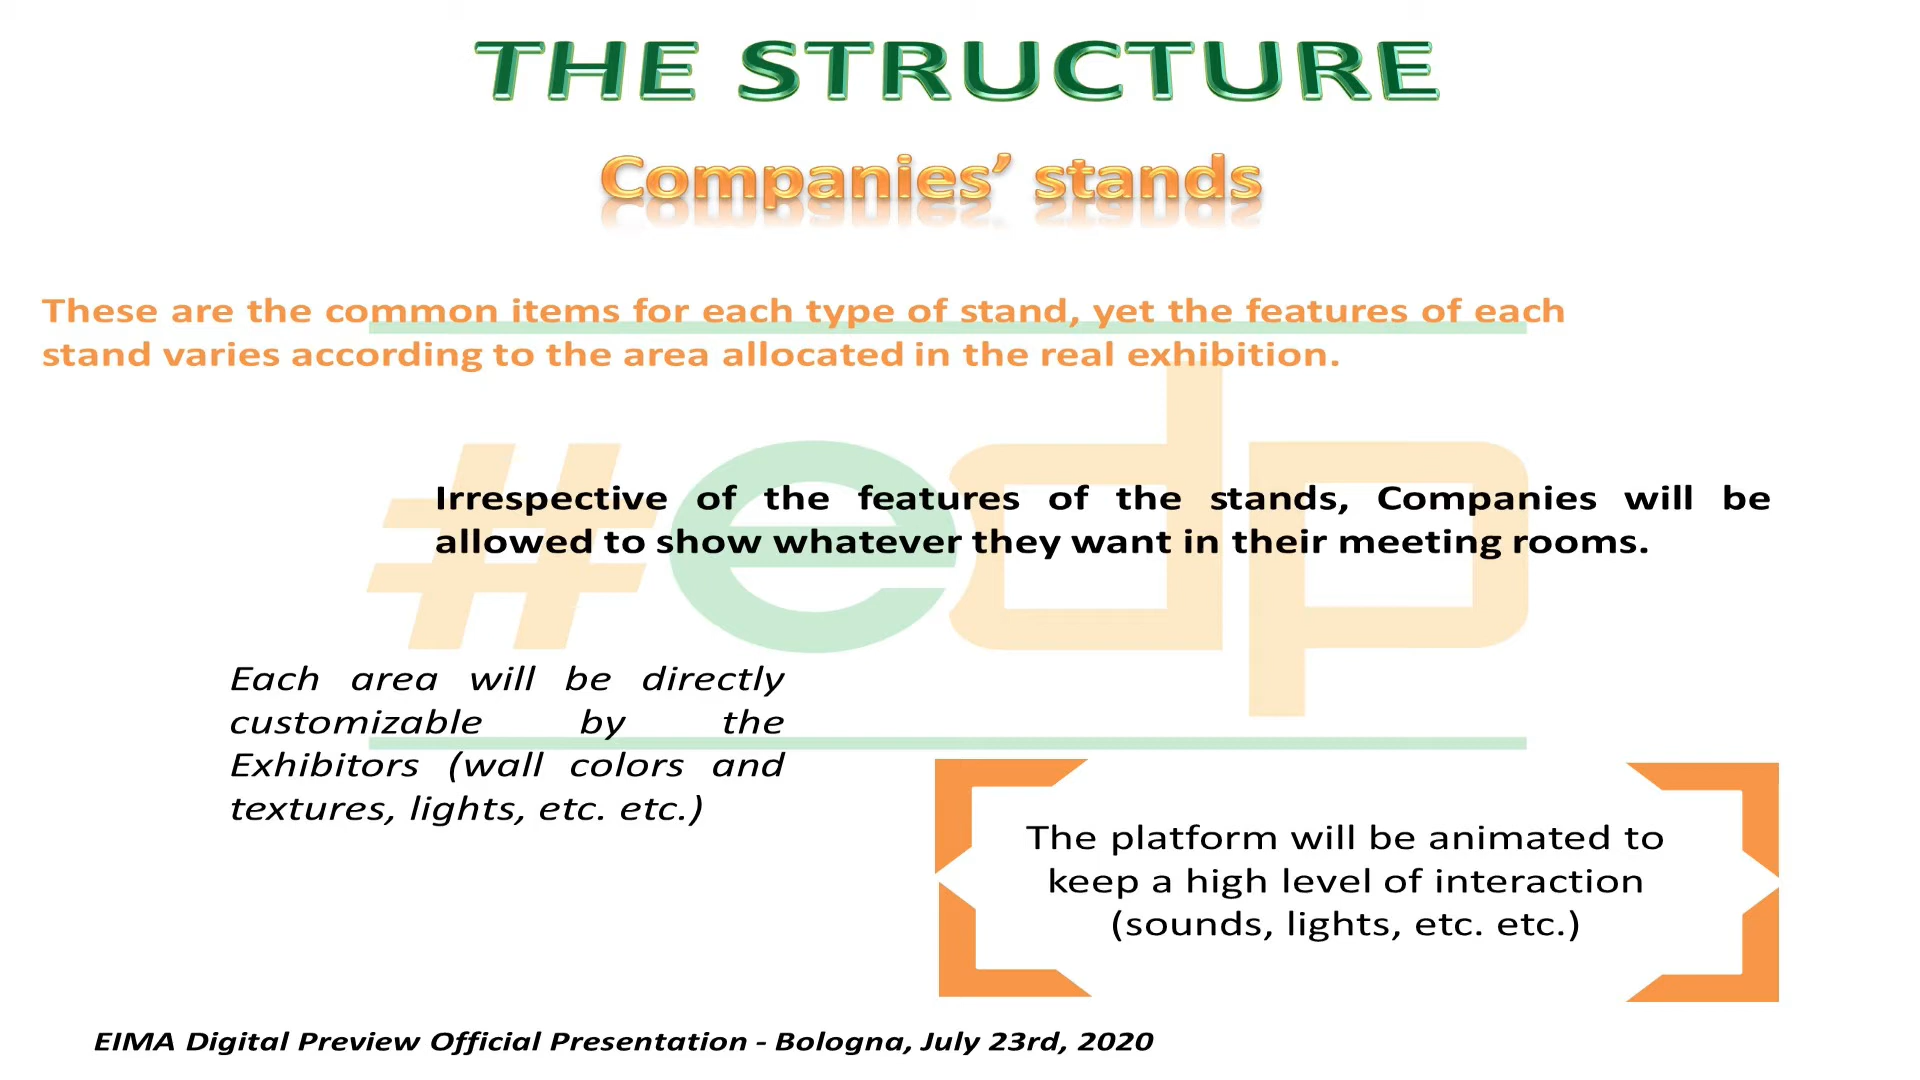 THE STRUCTURE
Companies’ stands
These are the common items for each type of stand, yet the features of each
stand varies according to the area allocated in the real exhibition.
#edp
Irrespective of the features of the stands, Companies will be
allowed to show whatever they want in their meeting rooms.
Each area will be directly
customizable by the
Exhibitors (wall colors and
textures, lights, etc. etc.)
The platform will be animated to
keep a high level of interaction
(sounds, lights, etc. etc.)
EIMA Digital Preview Official Presentation - Bologna, July 23rd, 2020